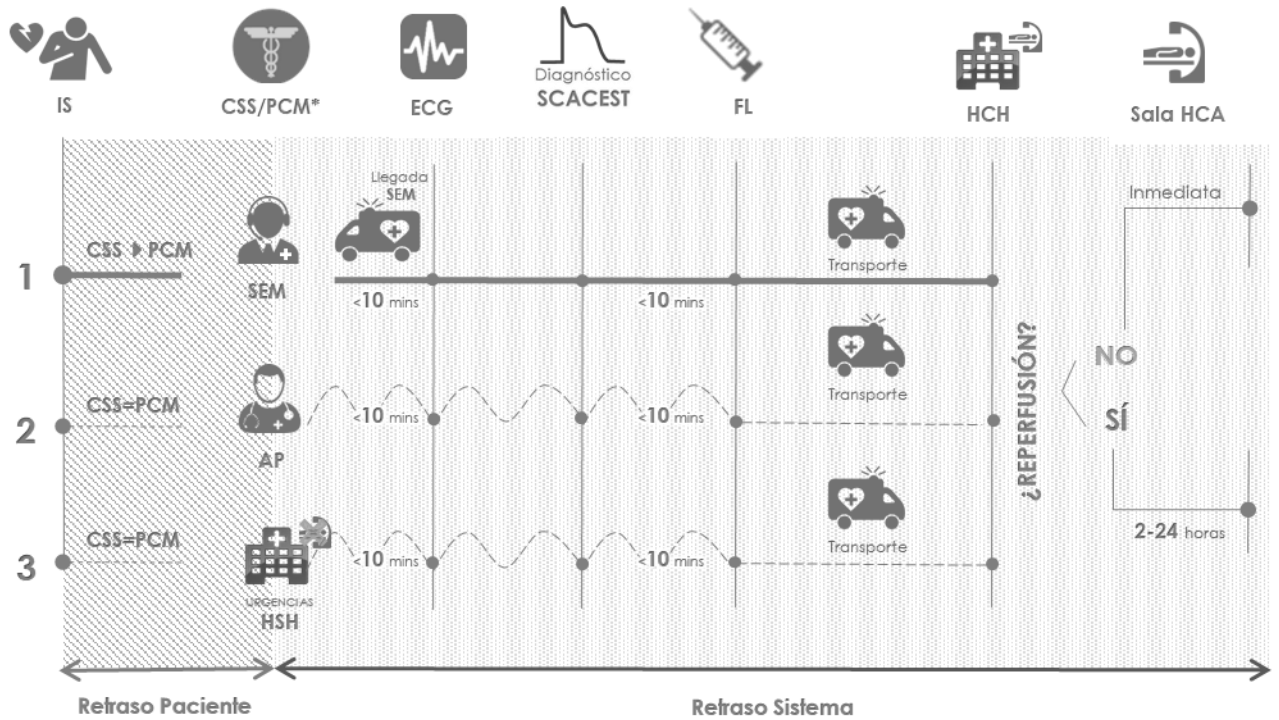 IS
CSS/PCM*
ECG
Diagnóstico
SCACEST
FL
HCH
Sala HCA
Llegada
SEM
Inmediata
CSS ▶ PCM
1
SEM
<10 mins
<10 mins
Transporte
¿REPERFUSIÓN?
NO
SÍ
CSS=PCM
2
AP
<10 mins
<10 mins
Transporte
CSS=PCM
3
URGENCIAS
HSH
<10 mins
<10 mins
Transporte
2-24 horas
Retraso Paciente
Retraso Sistema